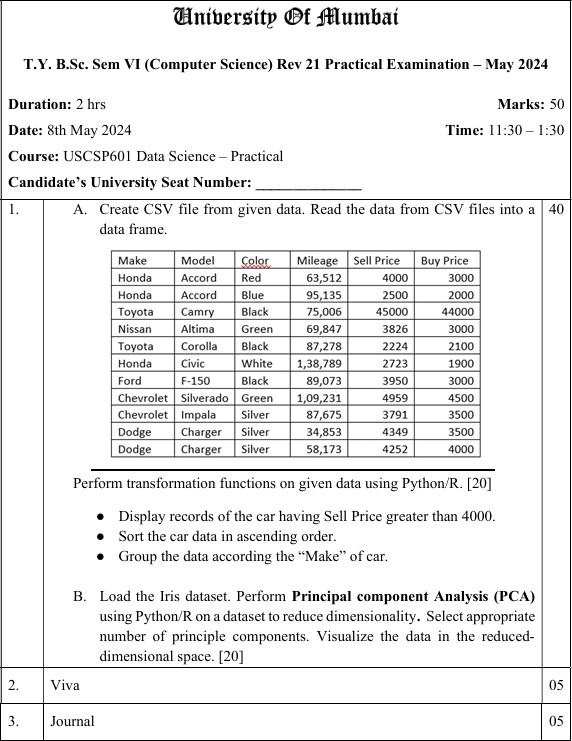 University Of Mumbai
T.Y. B.Sc. Sem VI (Computer Science) Rev 21 Practical Examination – May 2024
Duration: 2 hrs Marks: 50
Date: 8th May 2024 Time: 11:30 – 1:30
Course: USCSP601 Data Science – Practical
Candidate's University Seat Number: ______________
1. A. Create CSV file from given data. Read the data from CSV files into a 40
data frame.
Make Model Color Mileage Sell Price Buy Price
Honda Accord Red 63,512 4000 3000
Honda Accord Blue 95,135 2500 2000
Toyota Camry Black 75,006 45000 44000
Nissan Altima Green 69,847 3826 3000
Toyota Corolla Black 87,278 2224 2100
Honda Civic White 1,38,789 2723 1900
Ford F-150 Black 89,073 3950 3000
Chevrolet Silverado Green 1,09,231 4959 4500
Chevrolet Impala Silver 87,675 3791 3500
Dodge Charger Silver 34,853 4349 3500
Dodge Charger Silver 58,173 4252 4000
Perform transformation functions on given data using Python/R. [20]
● Display records of the car having Sell Price greater than 4000.
● Sort the car data in ascending order.
● Group the data according the “Make” of car.
B. Load the Iris dataset. Perform Principal component Analysis (PCA)
using Python/R on a dataset to reduce dimensionality. Select appropriate
number of principle components. Visualize the data in the reduced-
dimensional space. [20]
2. Viva 05
3. Journal 05